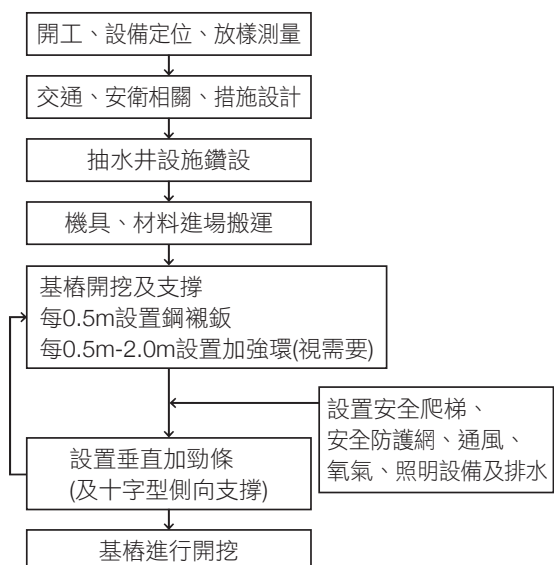 開工、設備定位、放樣測量
交通、安衛相關、措施設計
抽水井設施鑽設
機具、材料進場搬運
基樁開挖及支撐
每0.5m設置鋼襯鈑
每0.5m-2.0m設置加強環(視需要)
設置安全爬梯、
安全防護網、通風、
氧氣、照明設備及排水
設置垂直加勁條
(及十字型側向支撐)
基樁進行開挖